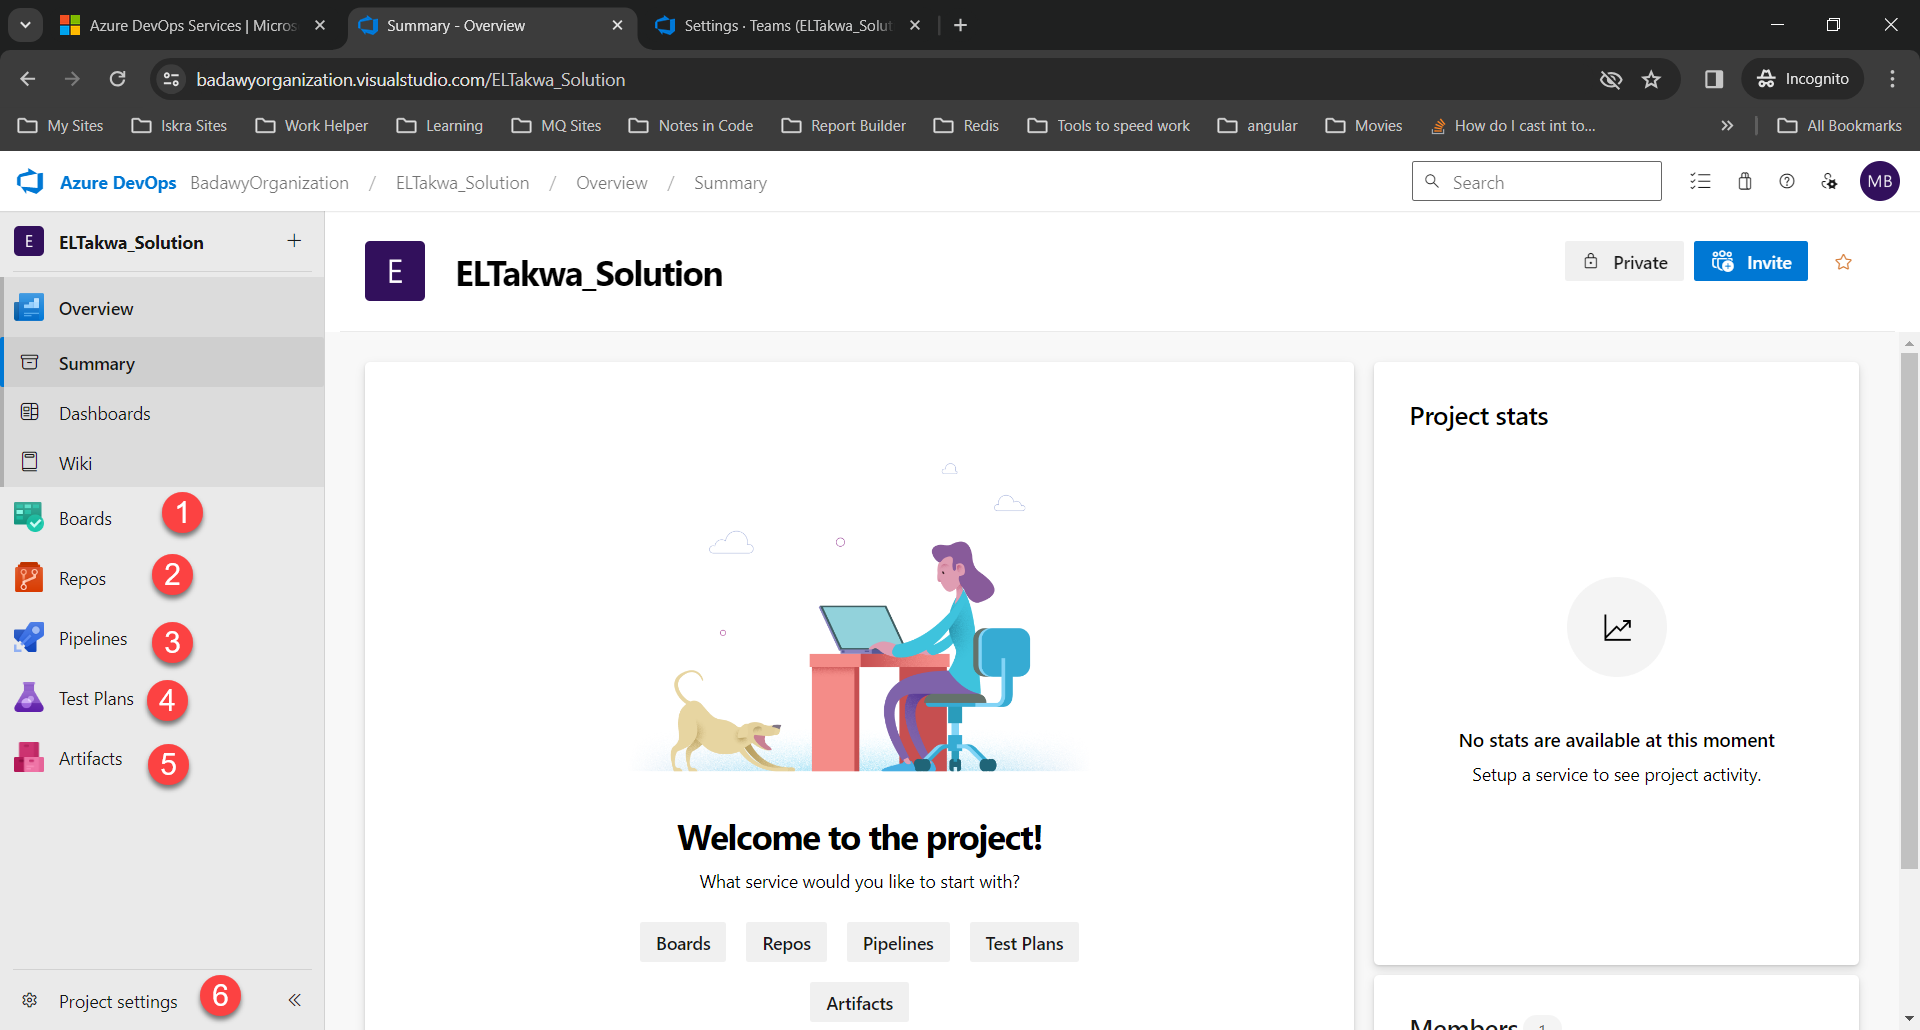 Azure DevOps Services | Micros
Summary - Overview
Settings · Teams (ELTakwa_Solut
badawyorganization.visualstudio.com/ELTakwa_Solution
Incognito
My Sites
Iskra Sites
Work Helper
Learning
MQ Sites
Notes in Code
Report Builder
Redis
Tools to speed work
angular
Movies
How do I cast int to...
All Bookmarks
Azure DevOps BadawyOrganization / ELTakwa_Solution / Overview / Summary
Search
MB
E ELTakwa_Solution
Overview
Summary
Dashboards
Wiki
Boards 1
Repos 2
Pipelines 3
Test Plans 4
Artifacts 5
Project settings 6
E ELTakwa_Solution
Private
Invite
Welcome to the project!
What service would you like to start with?
Boards
Repos
Pipelines
Test Plans
Artifacts
Project stats
No stats are available at this moment
Setup a service to see project activity.
Members 1